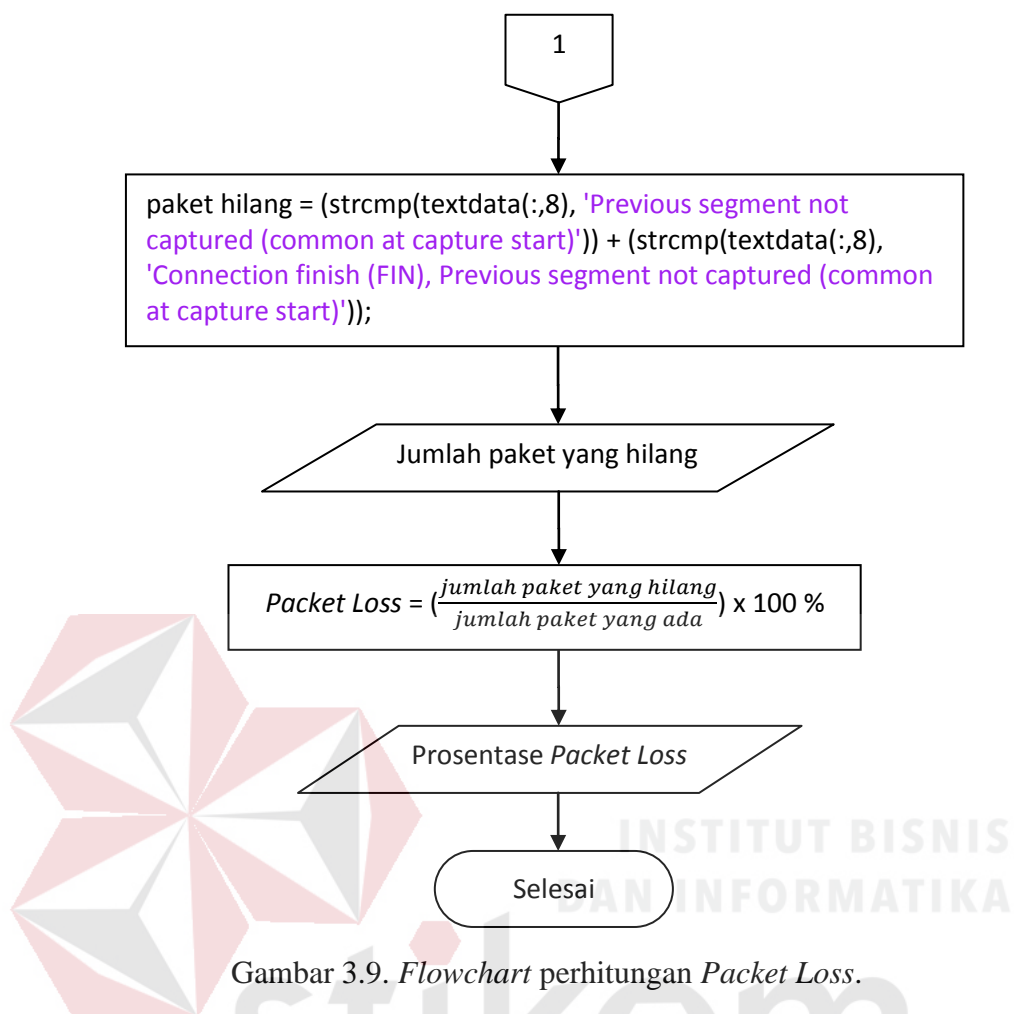 1
paket hilang = (strcmp(textdata(:,8), 'Previous segment not
captured (common at capture start)')) + (strcmp(textdata(:,8),
'Connection finish (FIN), Previous segment not captured (common
at capture start)'));
Jumlah paket yang hilang
Packet Loss = (jumlah paket yang hilang/jumlah paket yang ada) x 100 %
Prosentase Packet Loss
INSTITUT BISNIS
DAN INFORMATIKA
Selesai
stikom
Gambar 3.9. Flowchart perhitungan Packet Loss.